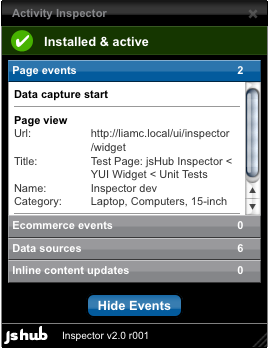 Activity Inspector
Installed & active
Page events 2
Data capture start
Page view
Url: http://liamc.local/ui/inspector
/widget
Title: Test Page: jsHub Inspector <
YUI Widget < Unit Tests
Name: Inspector dev
Category: Laptop, Computers, 15-inch
Ecommerce events 0
Data sources 6
Inline content updates 0
Hide Events
jshub Inspector v2.0 r001